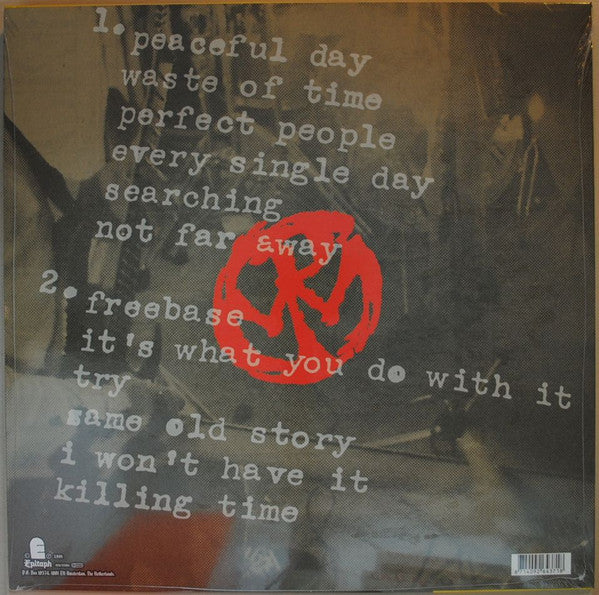 1. peaceful day
waste of time
perfect people
every single day
searching
not far away
2. freebase
it's what you do with it
try
same old story
i won't have it
killing time
Epitaph